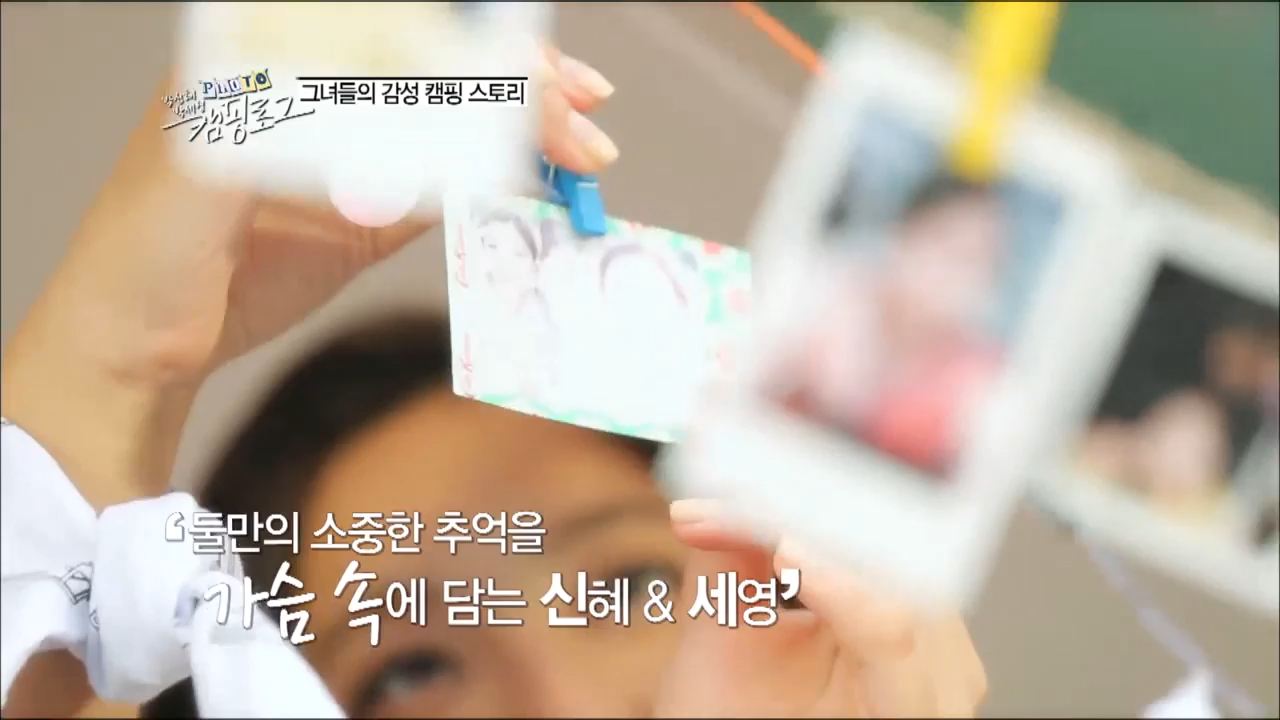 PHOTO
캠핑로그
그녀들의 감성 캠핑 스토리
‘둘만의 소중한 추억을
가슴 속에 담는 신혜 & 세영’